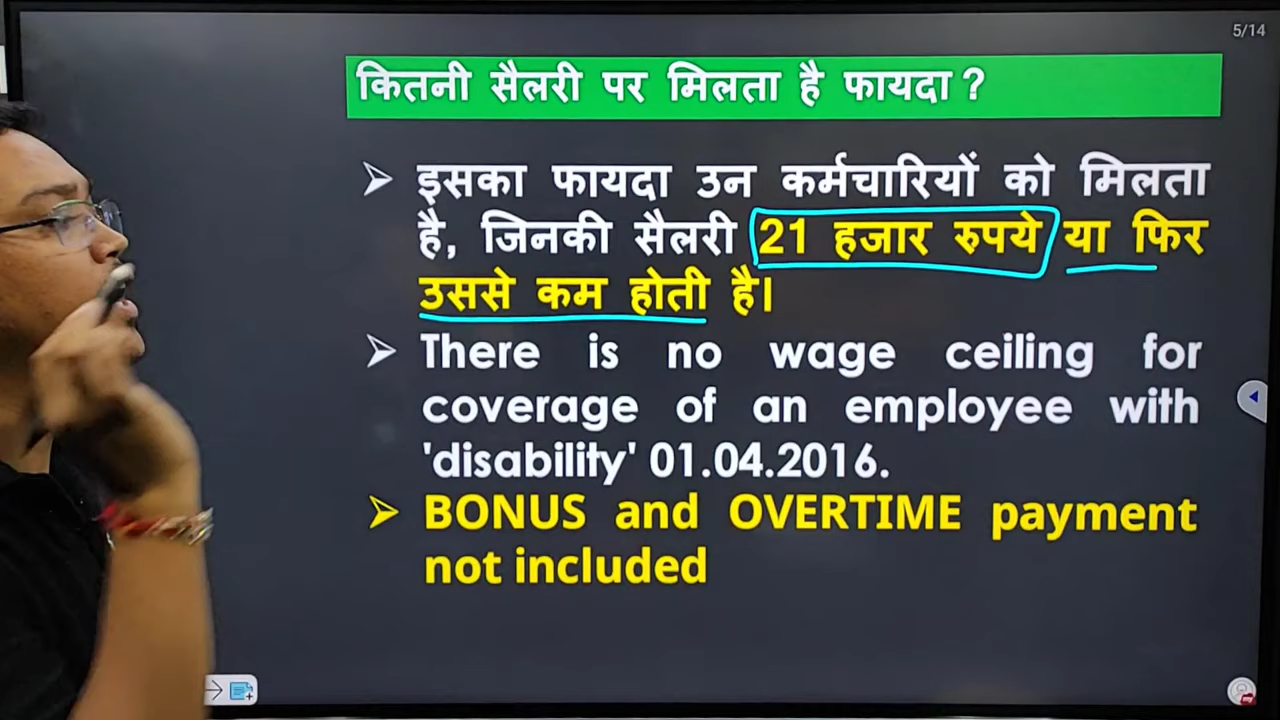 5/14
कितनी सैलरी पर मिलता है फायदा ?
➢ इसका फायदा उन कर्मचारियों को मिलता
है, जिनकी सैलरी 21 हजार रुपये या फिर
उससे कम होती है।
➢ There is no wage ceiling for
coverage of an employee with
'disability' 01.04.2016.
➢ BONUS and OVERTIME payment
not included